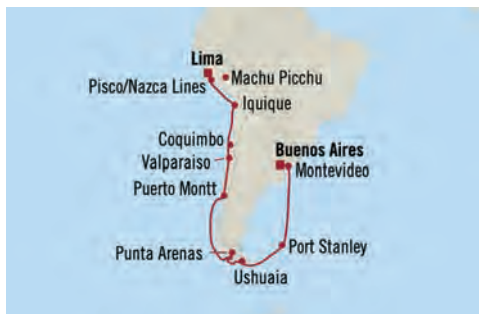 Lima
Machu Picchu
Pisco/Nazca Lines
Iquique
Coquimbo
Buenos Aires
Valparaiso
Montevideo
Puerto Montt
Port Stanley
Punta Arenas
Ushuaia